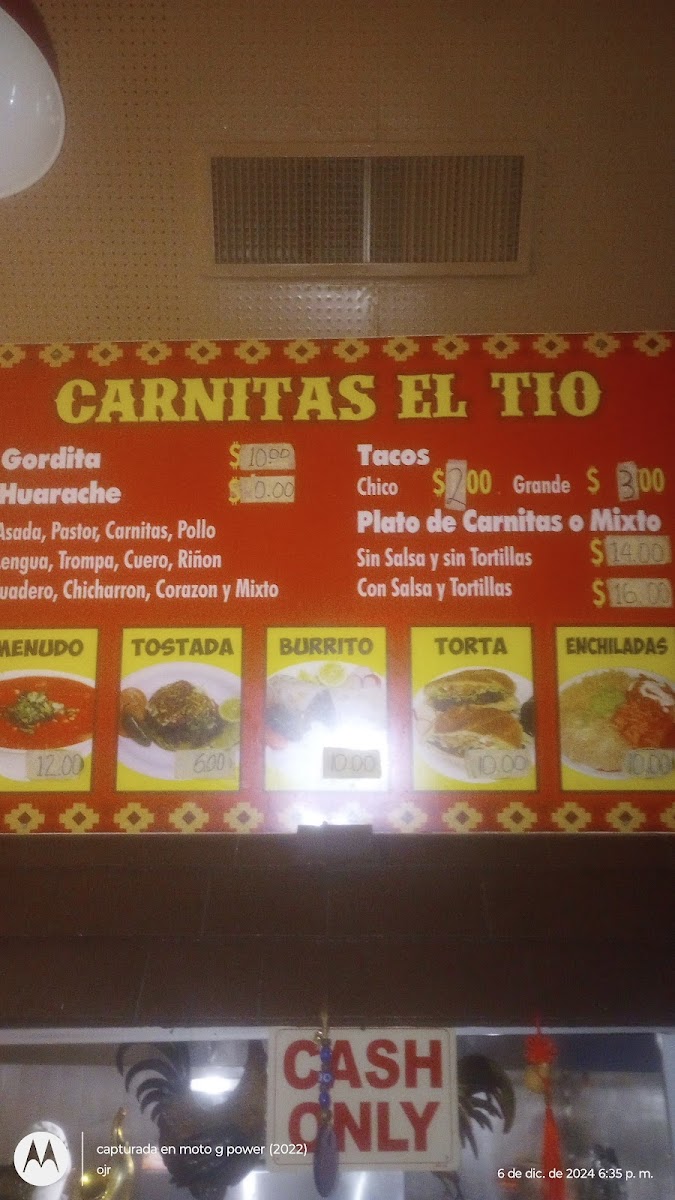 CARNITAS EL TIO
Gordita $ 10.00
Huarache $
Asada, Pastor, Carnitas, Pollo
Lengua, Trompa, Cuero, Riñon
uadero, Chicharron, Corazon y Mixto
Tacos
Chico $ 2.00 Grande $ 3.00
Plato de Carnitas o Mixto
Sin Salsa y sin Tortillas $ 14.00
Con Salsa y Tortillas $ 16.00
MENUDO
12.00
TOSTADA
6.00
BURRITO
10.00
TORTA
10.00
ENCHILADAS
10.00
CASH
ONLY
capturada en moto g power (2022)
ojr
6 de dic. de 2024 6:35 p. m.